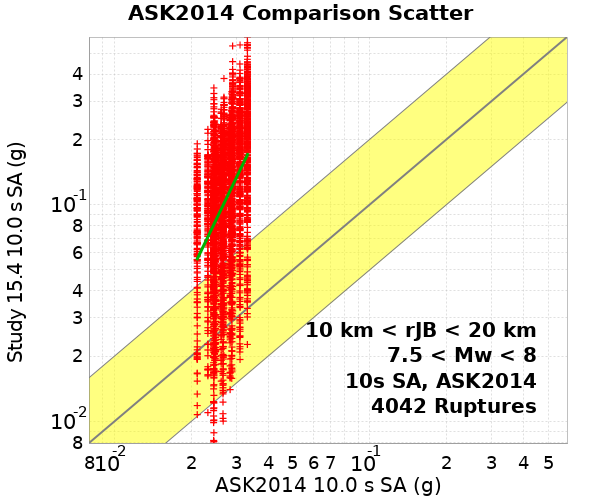 ASK2014 Comparison Scatter
Study 15.4 10.0 s SA (g)
4
3
2
10-1
8
6
4
3
2
10-2
8
10 km < rJB < 20 km
7.5 < Mw < 8
10s SA, ASK2014
4042 Ruptures
8 10-2 2 3 4 5 6 7 10-1 2 3 4 5
ASK2014 10.0 s SA (g)